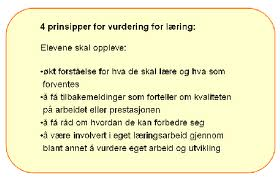 4 prinsipper for vurdering for læring:
Elevene skal oppleve:
•økt forståelse for hva de skal lære og hva som
forventes
•å få tilbakemeldinger som forteller om kvaliteten
på arbeidet eller prestasjonen
•å få råd om hvordan de kan forbedre seg
•å være involvert i eget læringsarbeid gjennom
blant annet å vurdere eget arbeid og utvikling